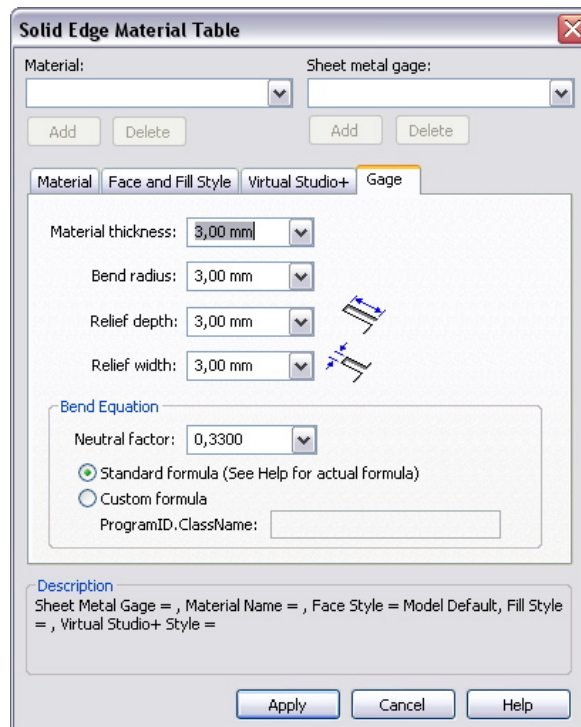 Solid Edge Material Table
Material:
Sheet metal gage:
Add Delete
Add Delete
Material Face and Fill Style Virtual Studio+ Gage
Material thickness: 3,00 mm
Bend radius: 3,00 mm
Relief depth: 3,00 mm
Relief width: 3,00 mm
Bend Equation
Neutral factor: 0,3300
Standard formula (See Help for actual formula)
Custom formula
ProgramID.ClassName:
Description
Sheet Metal Gage = , Material Name = , Face Style = Model Default, Fill Style
= , Virtual Studio+ Style =
Apply Cancel Help